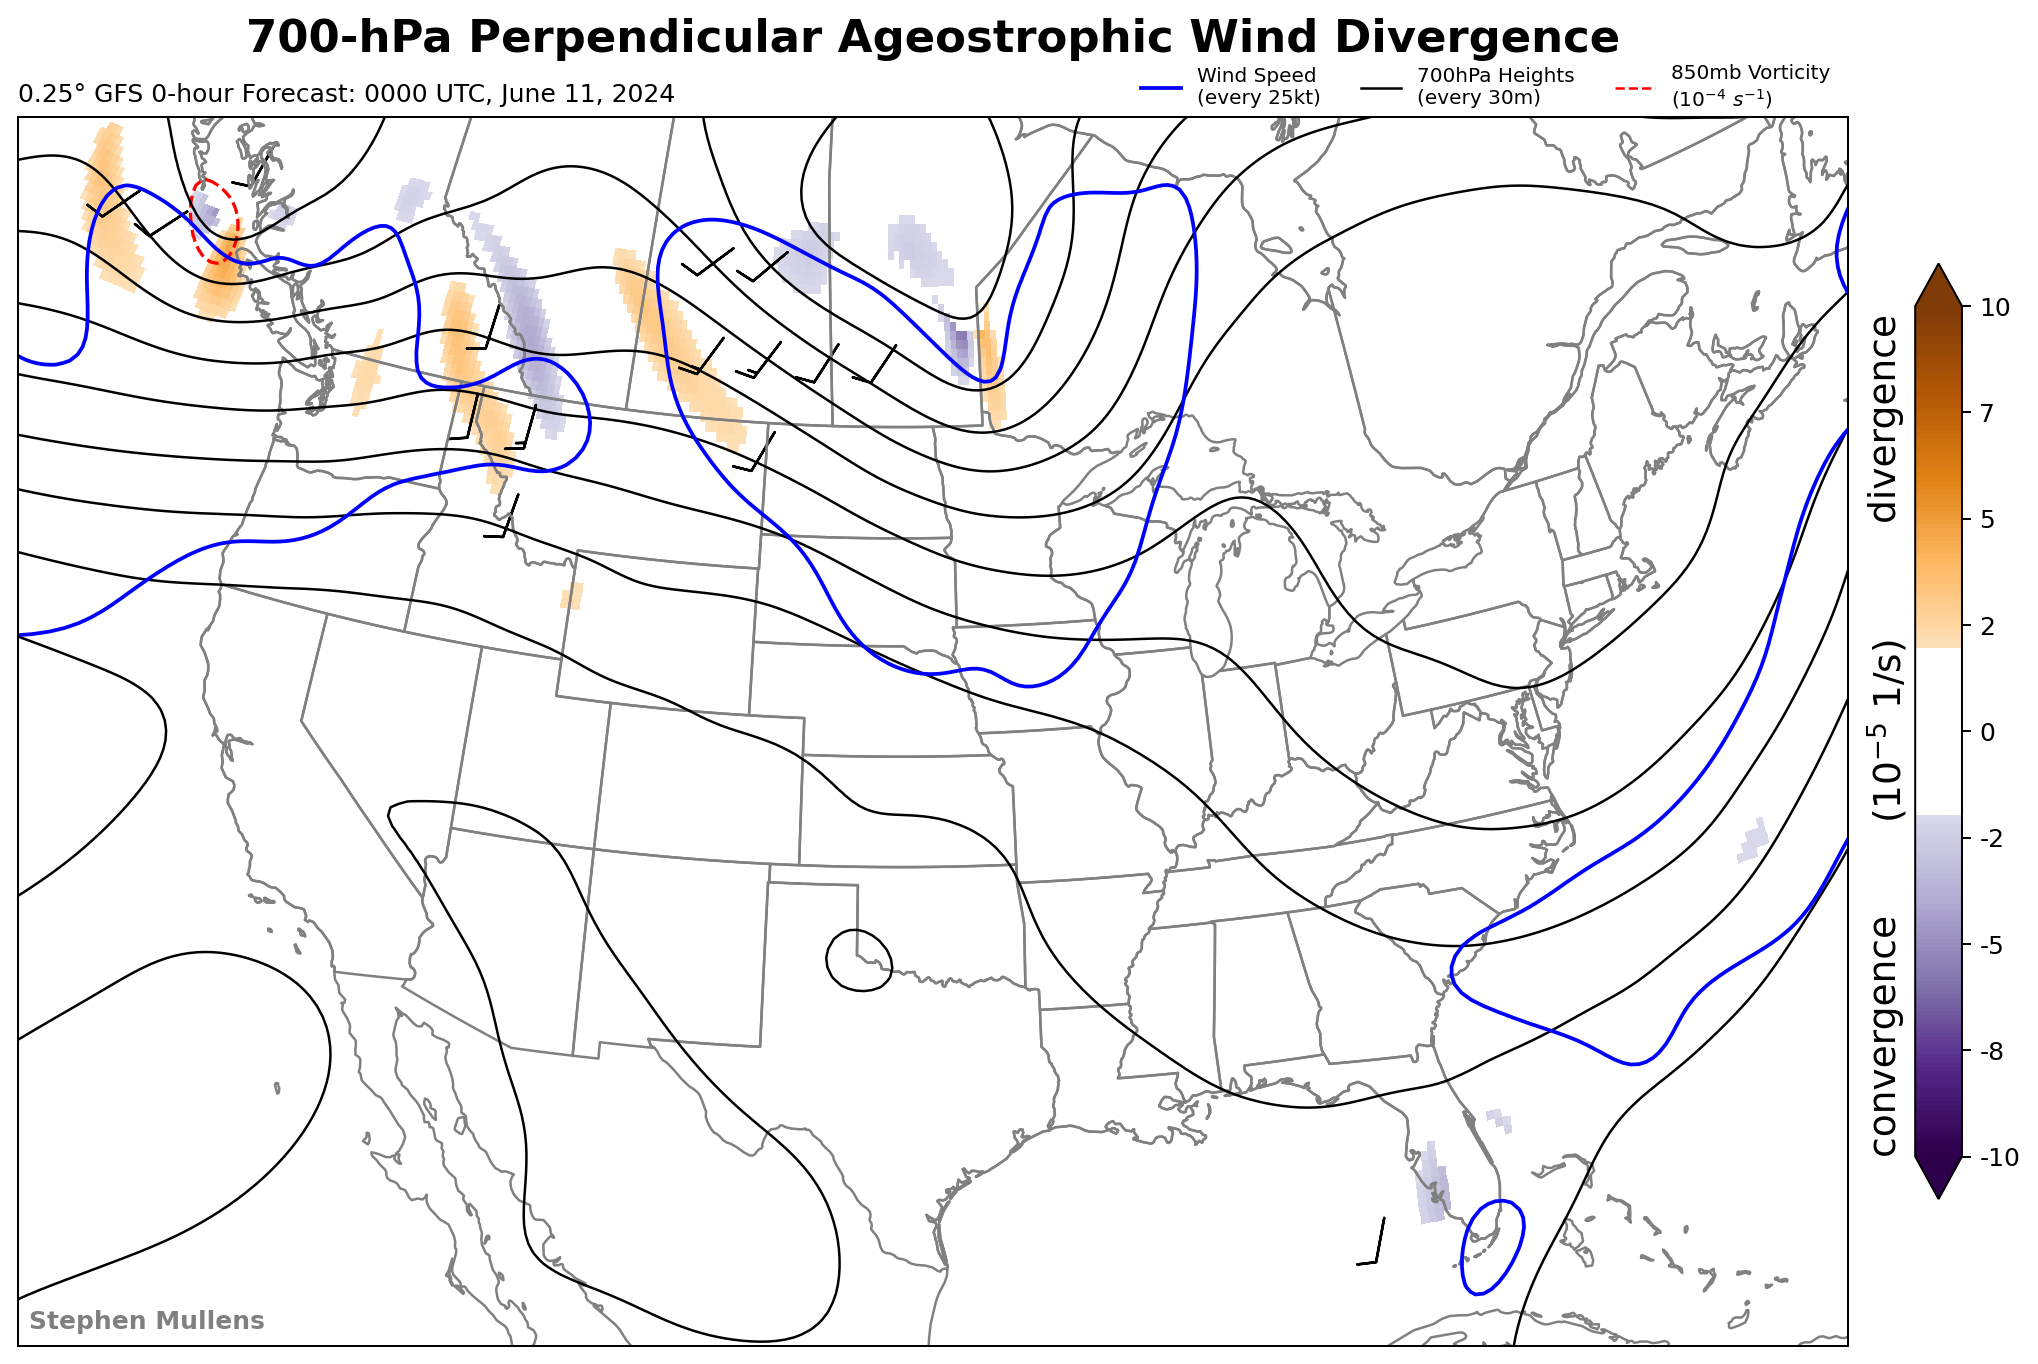 700-hPa Perpendicular Ageostrophic Wind Divergence
0.25° GFS 0-hour Forecast: 0000 UTC, June 11, 2024
Wind Speed
(every 25kt)
700hPa Heights
(every 30m)
850mb Vorticity
(10⁻⁴ s⁻¹)
10
7
5
2
0
-2
-5
-8
-10
convergence (10⁻⁵ 1/s) divergence
Stephen Mullens